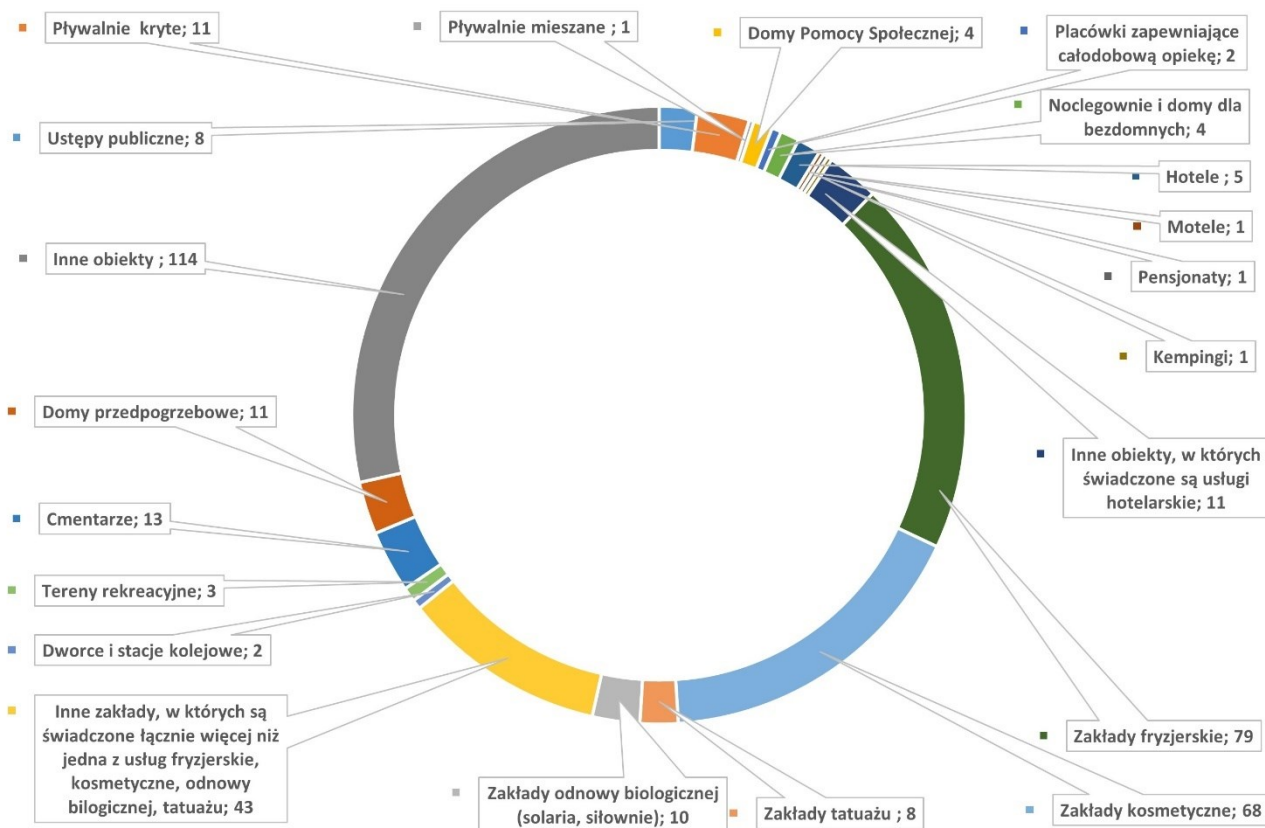 Pływalnie kryte; 11
Pływalnie mieszane ; 1
Domy Pomocy Społecznej; 4
Placówki zapewniające
całodobową opiekę; 2
Ustępy publiczne; 8
Noclegownie i domy dla
bezdomnych; 4
Hotele ; 5
Motele; 1
Inne obiekty ; 114
Pensjonaty; 1
Kempingi; 1
Domy przedpogrzebowe; 11
Inne obiekty, w których
świadczone są usługi
hotelarskie; 11
Cmentarze; 13
Tereny rekreacyjne; 3
Dworce i stacje kolejowe; 2
Inne zakłady, w których są
świadczone łącznie więcej niż
jedna z usług fryzjerskie,
kosmetyczne, odnowy
bilogicznej, tatuażu; 43
Zakłady odnowy biologicznej
(solaria, siłownie); 10
Zakłady tatuażu ; 8
Zakłady fryzjerskie; 79
Zakłady kosmetyczne; 68